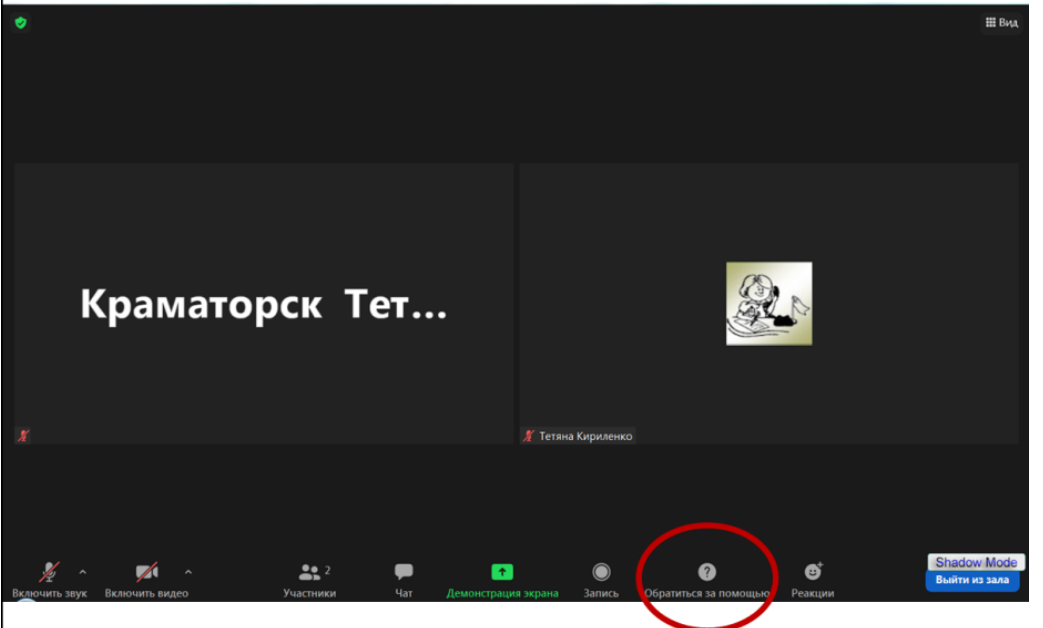 Вид
Краматорск Тет...
Тетяна Кириленко
2
Включить звук
Включить видео
Участники
Чат
Демонстрация экрана
Запись
Обратиться за помощью
Реакции
Shadow Mode
Выйти из зала